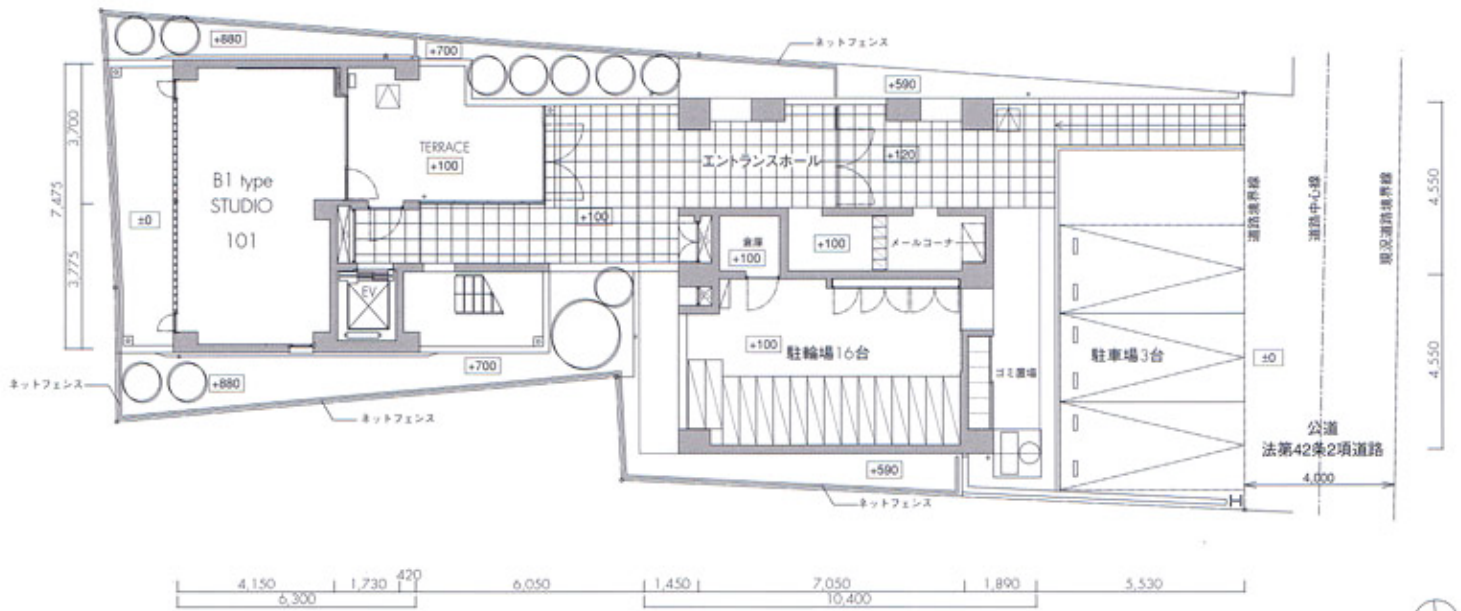 +880
+700
ネットフェンス
+590
3,700
7,475
3,775
±0
B1 type
STUDIO
101
TERRACE
+100
エントランスホール
+120
+100
倉庫
+100
+100
メールコーナー
EV
道路境界線
道路中心線
現況道路境界線
4,550
4,550
+100
駐輪場16台
ゴミ置場
駐車場3台
±0
+700
+880
ネットフェンス
ネットフェンス
+590
ネットフェンス
公道
法第42条2項道路
4,000
4,150
1,730
420
6,050
1,450
7,050
1,890
5,530
6,300
10,400